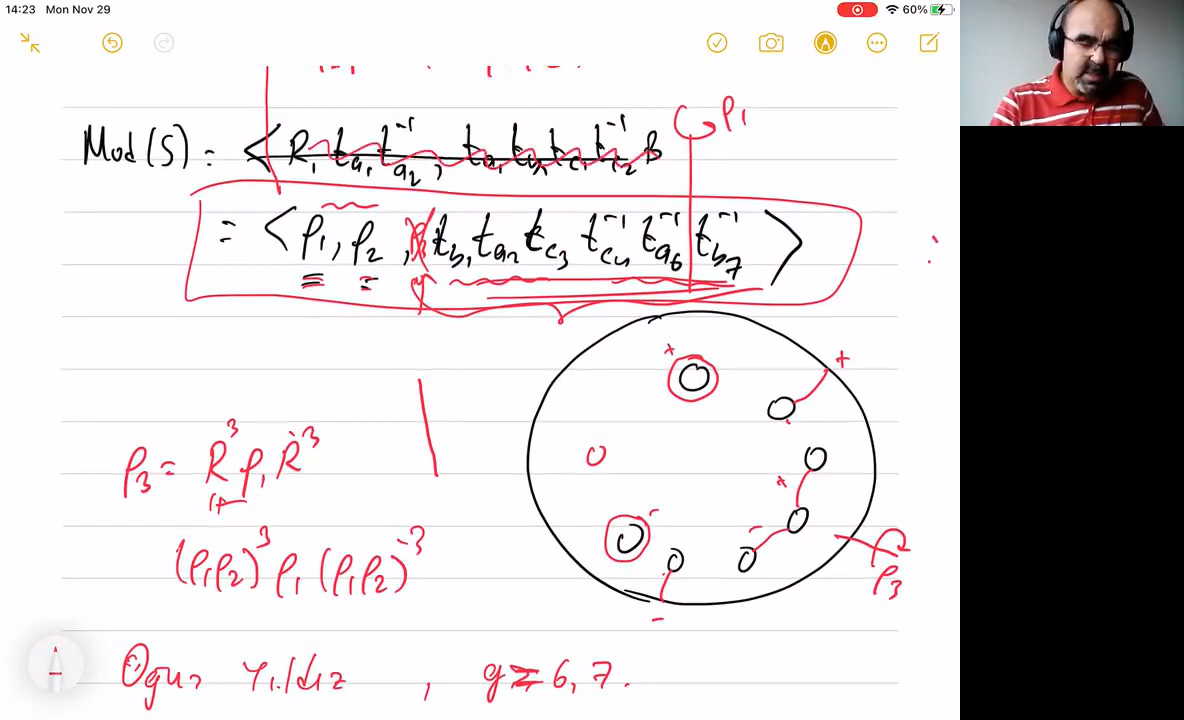 14:23 Mon Nov 29 60%
ρ₁
Mod(S) = < R, t_{a₁} t_{a₂}^{-1}, t_{a₁} t_{b₁} t_{c₁} t_{c₂}^{-1} B
= < ρ₁, ρ₂, t_{b₁} t_{a₂} t_{c₃} t_{c₄}^{-1} t_{a₆}^{-1} t_{b₇}^{-1} >
+ +
ρ₃ = R³ ρ₁ R^{-3}
(ρ₁ρ₂)³ ρ₁ (ρ₁ρ₂)^{-3}
+
- -
-
ρ₃
Oğuz Yıldız , g ≥ 6, 7.